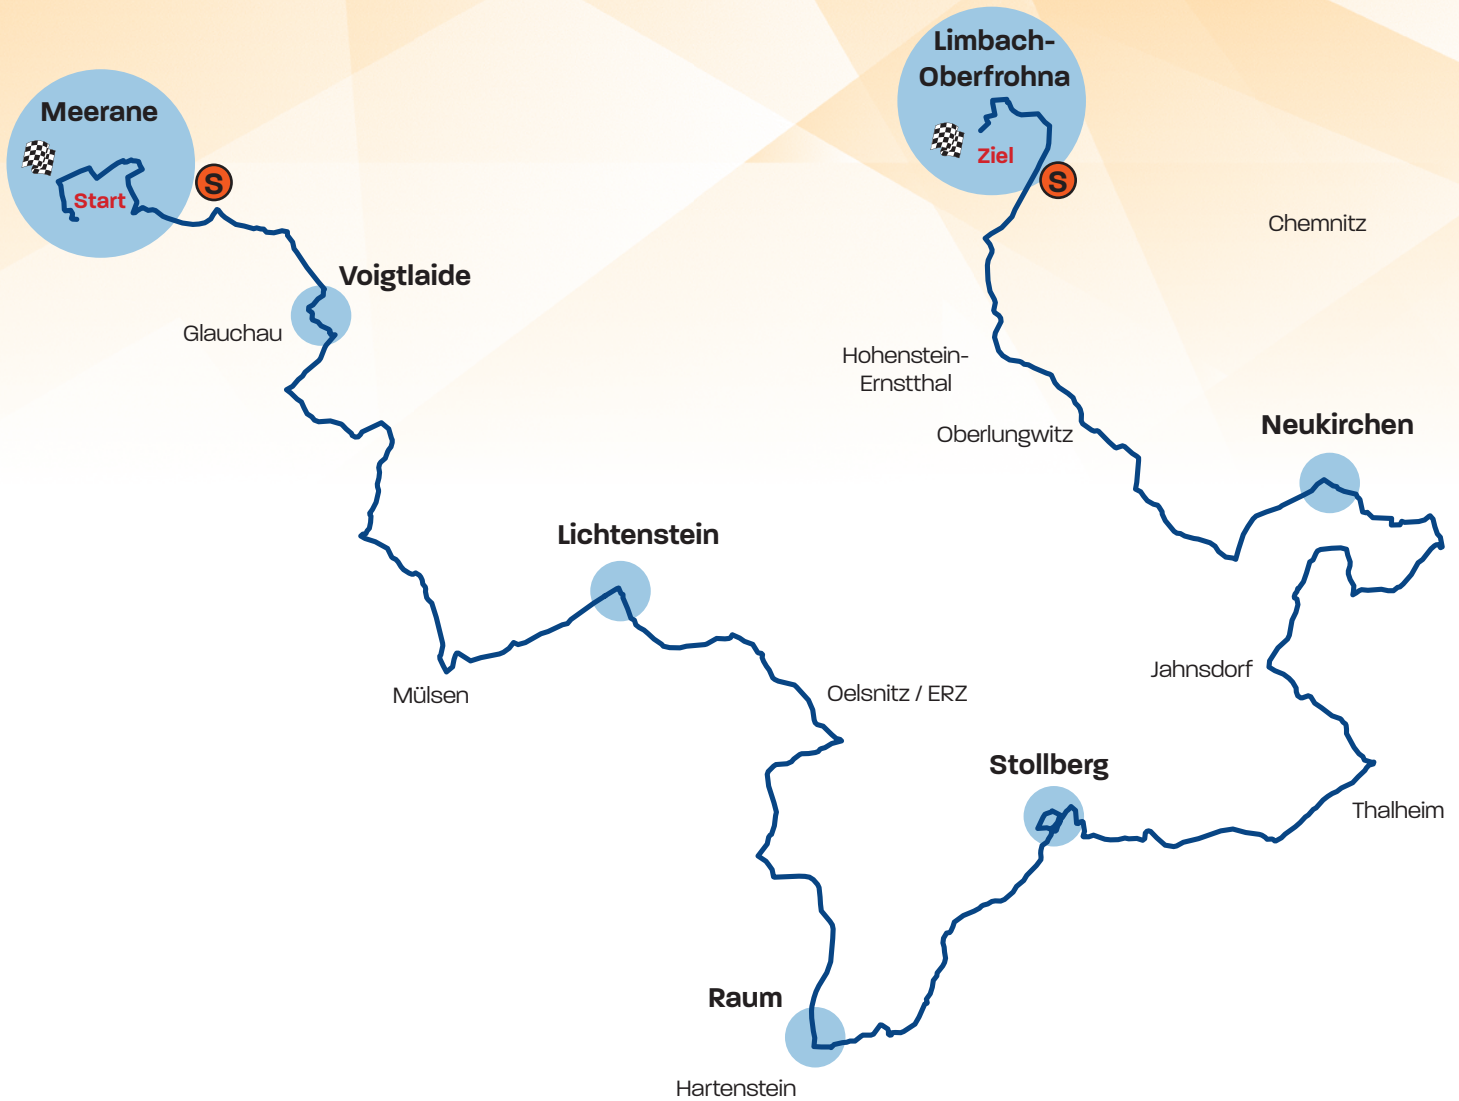 Limbach-
Oberfrohna
Ziel
S
Meerane
Start
S
Chemnitz
Voigtlaide
Glauchau
Hohenstein-
Ernstthal
Oberlungwitz
Neukirchen
Lichtenstein
Mülsen
Oelsnitz / ERZ
Jahnsdorf
Stollberg
Thalheim
Raum
Hartenstein